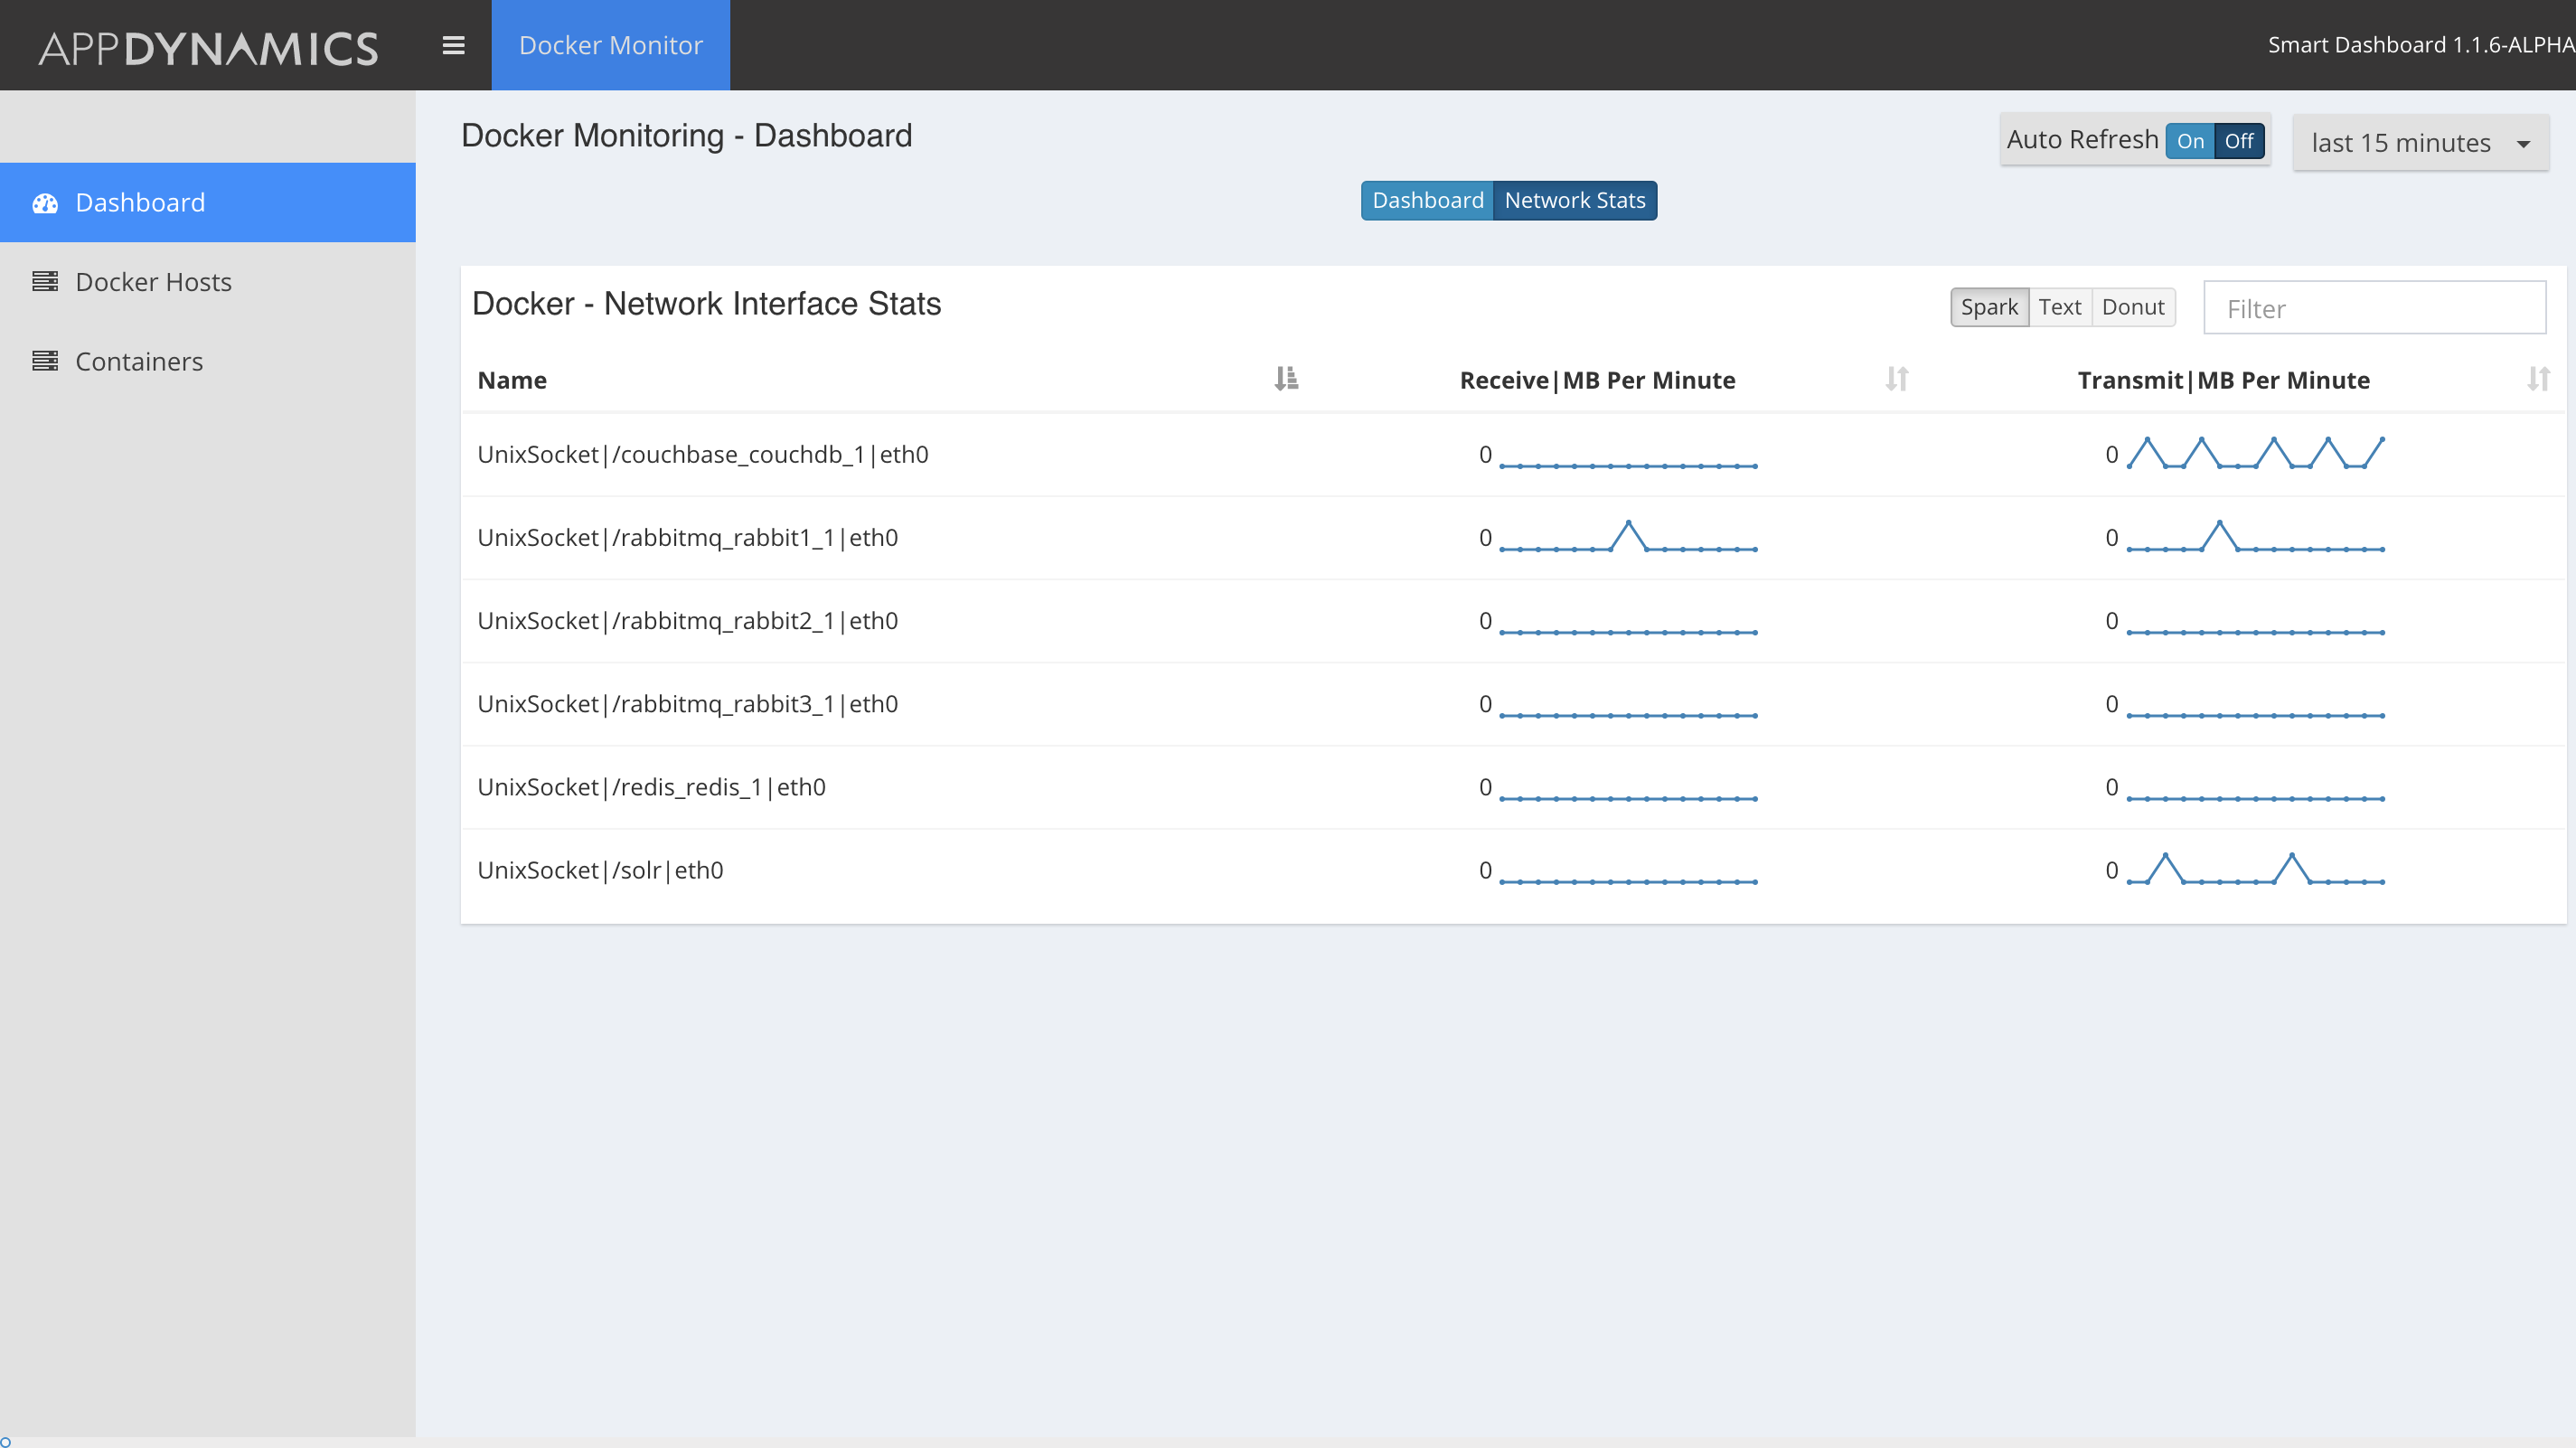 APPDYNAMICS Docker Monitor Smart Dashboard 1.1.6-ALPHA
Docker Monitoring - Dashboard
Auto Refresh On Off last 15 minutes
Dashboard Network Stats
Dashboard
Docker Hosts
Containers
Docker - Network Interface Stats
Spark Text Donut Filter
Name Receive|MB Per Minute Transmit|MB Per Minute
UnixSocket|/couchbase_couchdb_1|eth0 0 0
UnixSocket|/rabbitmq_rabbit1_1|eth0 0 0
UnixSocket|/rabbitmq_rabbit2_1|eth0 0 0
UnixSocket|/rabbitmq_rabbit3_1|eth0 0 0
UnixSocket|/redis_redis_1|eth0 0 0
UnixSocket|/solr|eth0 0 0